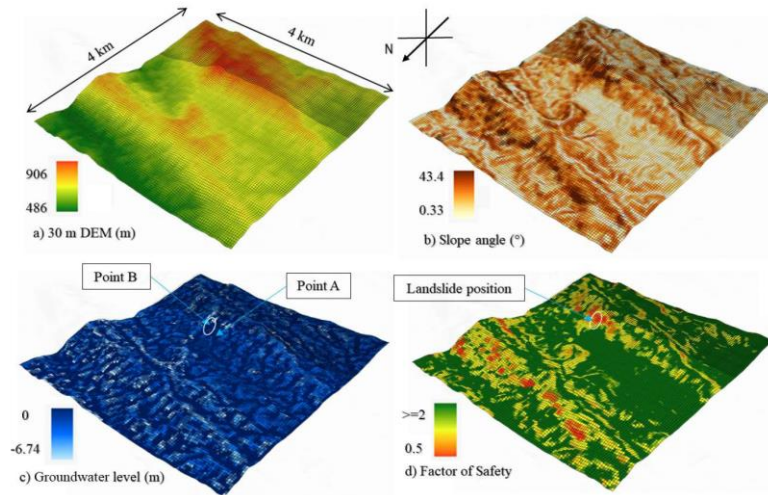 4 km
4 km
N
906
486
a) 30 m DEM (m)
43.4
0.33
b) Slope angle (°)
Point B
Point A
Landslide position
0
-6.74
c) Groundwater level (m)
>=2
0.5
d) Factor of Safety